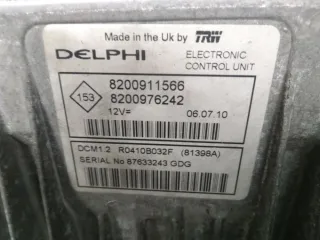 Made in the Uk by TRW
DELPHI
ELECTRONIC
CONTROL UNIT
153
8200911566
8200976242
12V= 06.07.10
DCM1.2 R0410B032F (81398A)
SERIAL No 87633243 GDG